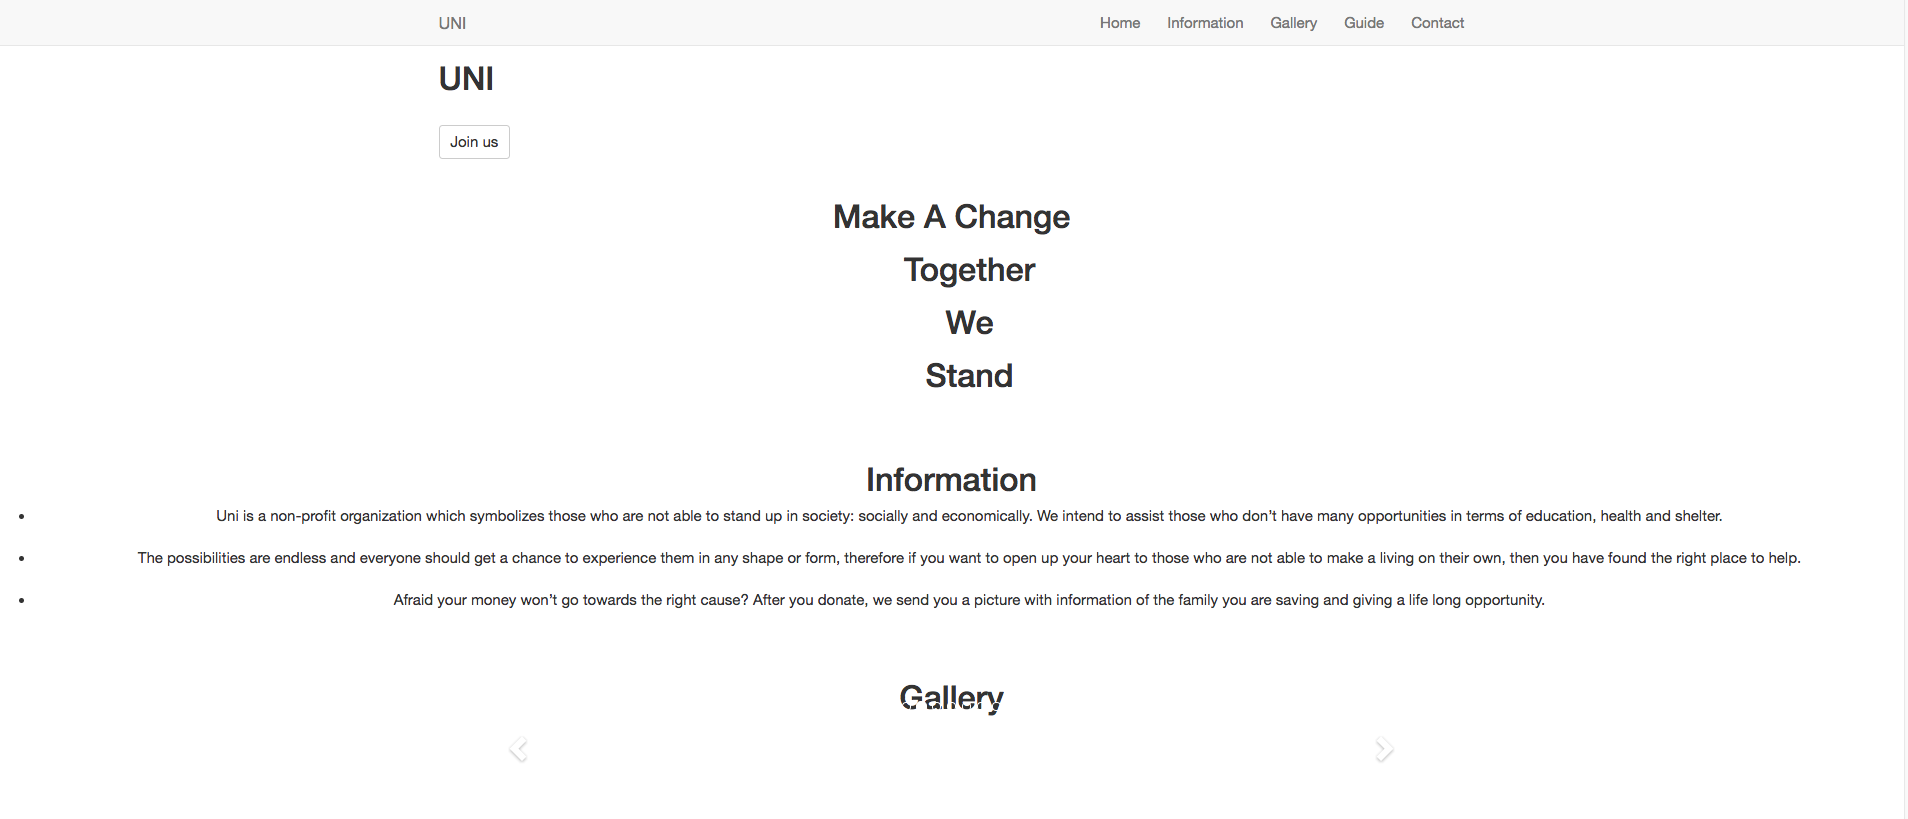 UNI
Home Information Gallery Guide Contact
UNI
Join us
Make A Change
Together
We
Stand
Information
Uni is a non-profit organization which symbolizes those who are not able to stand up in society: socially and economically. We intend to assist those who don’t have many opportunities in terms of education, health and shelter.
The possibilities are endless and everyone should get a chance to experience them in any shape or form, therefore if you want to open up your heart to those who are not able to make a living on their own, then you have found the right place to help.
Afraid your money won’t go towards the right cause? After you donate, we send you a picture with information of the family you are saving and giving a life long opportunity.
Gallery